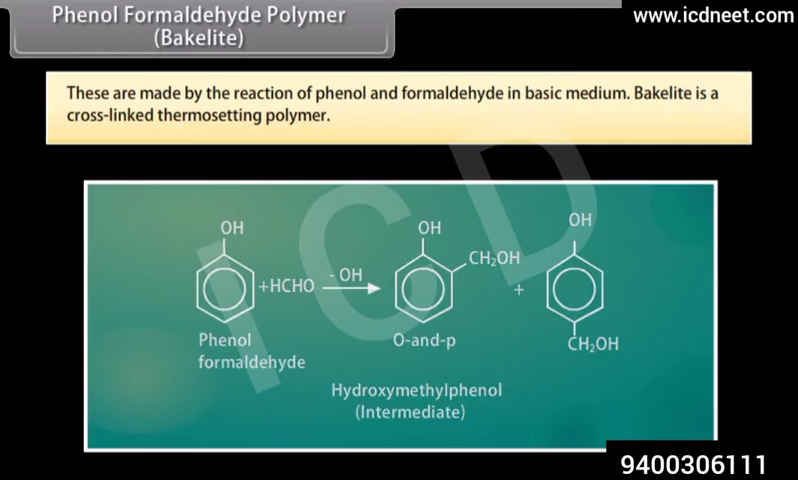 Phenol Formaldehyde Polymer
(Bakelite)
www.icdneet.com
These are made by the reaction of phenol and formaldehyde in basic medium. Bakelite is a
cross-linked thermosetting polymer.
ICD
OH
+HCHO
- OH
OH
CH₂OH
+
OH
CH₂OH
Phenol
formaldehyde
O-and-p
Hydroxymethylphenol
(Intermediate)
9400306111